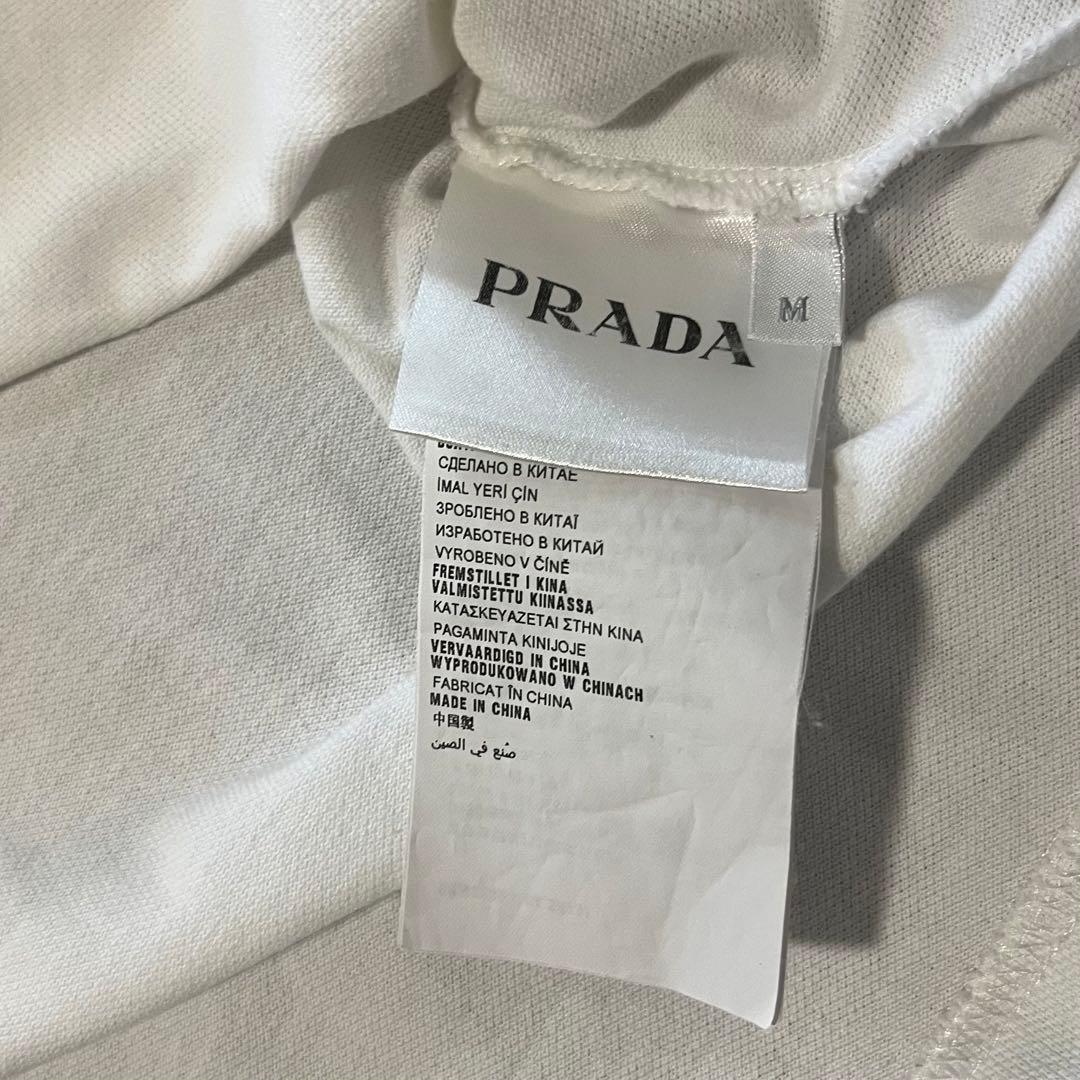 PRADA
M
СДЕЛАНО В КИТАЕ
İMAL YERİ ÇİN
ЗРОБЛЕНО В КИТАЇ
ИЗРАБОТЕНО В КИТАЙ
VYROBENO V ČÍNĚ
FREMSTILLET I KINA
VALMISTETTU KIINASSA
ΚΑΤΑΣΚΕΥΑΖΕΤΑΙ ΣΤΗΝ ΚΙΝΑ
PAGAMINTA KINIJOJE
VERVAARDIGD IN CHINA
WYPRODUKOWANO W CHINACH
FABRICAT ÎN CHINA
MADE IN CHINA
中国製
صُنع في الصين